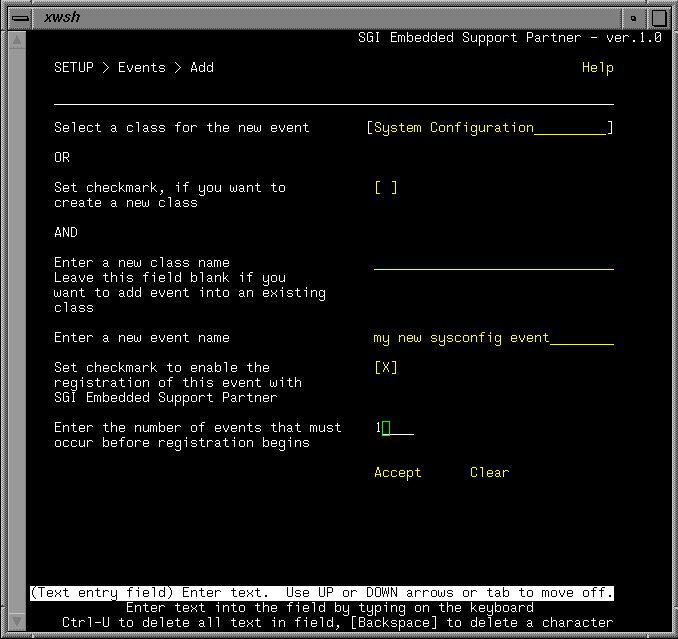 xwsh
SGI Embedded Support Partner - ver.1.0
SETUP > Events > Add Help
Select a class for the new event [System Configuration_________]
OR
Set checkmark, if you want to [ ]
create a new class
AND
Enter a new class name
Leave this field blank if you
want to add event into an existing
class
Enter a new event name my new sysconfig event________
Set checkmark to enable the [X]
registration of this event with
SGI Embedded Support Partner
Enter the number of events that must 1____
occur before registration begins
Accept Clear
(Text entry field) Enter text.  Use UP or DOWN arrows or tab to move off.
Enter text into the field by typing on the keyboard
Ctrl-U to delete all text in field, [Backspace] to delete a character